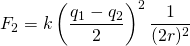 F_2 = k \left( \frac{q_1 - q_2}{2} \right)^2 \frac{1}{(2r)^2}